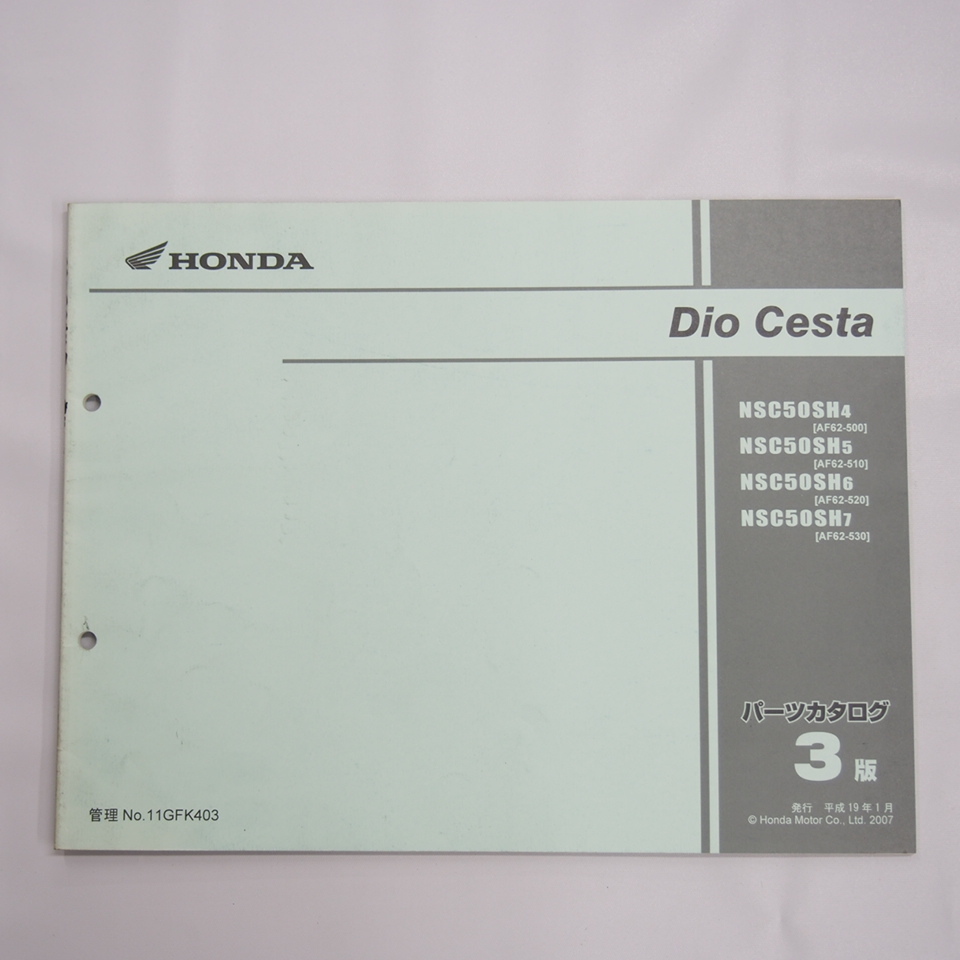 HONDA
Dio Cesta
NSC50SH4
[AF62-500]
NSC50SH5
[AF62-510]
NSC50SH6
[AF62-520]
NSC50SH7
[AF62-530]
パーツカタログ
3版
発行 平成19年1月
© Honda Motor Co., Ltd. 2007
管理 No.11GFK403